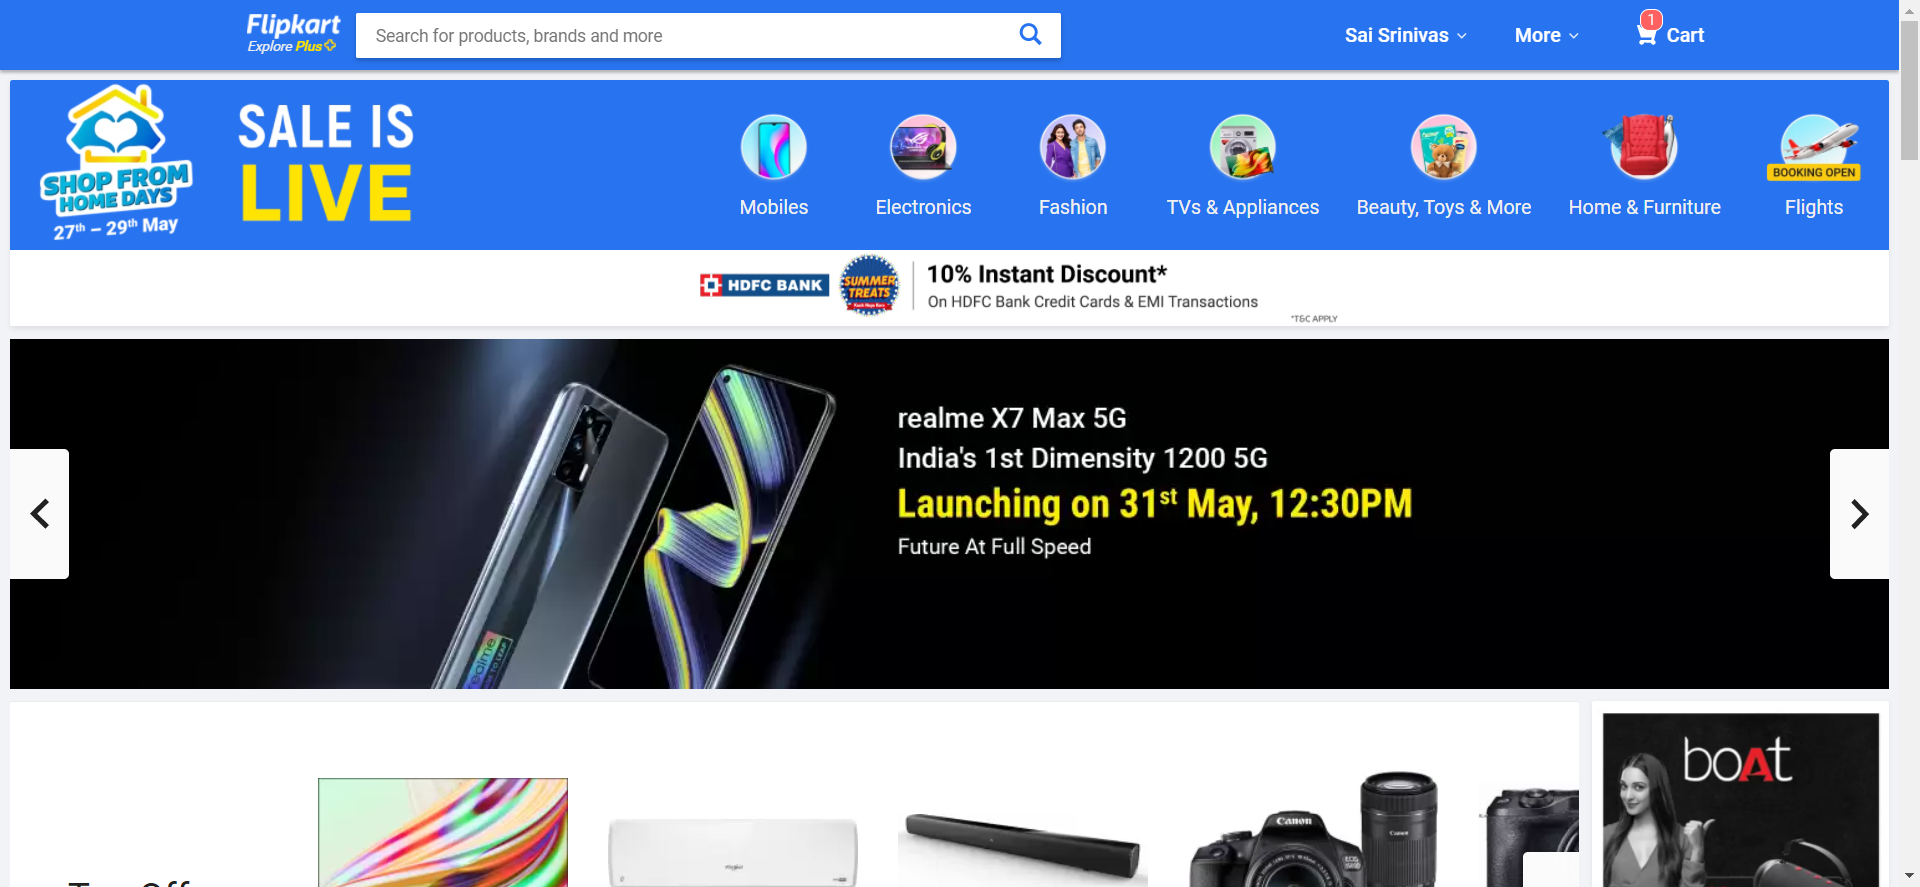 Flipkart
Explore Plus
Search for products, brands and more
Sai Srinivas
More
1
Cart
SHOP FROM
HOME DAYS
27th – 29th May
SALE IS
LIVE
Mobiles
Electronics
Fashion
TVs & Appliances
Beauty, Toys & More
Home & Furniture
BOOKING OPEN
Flights
HDFC BANK
SUMMER
TREATS
10% Instant Discount*
On HDFC Bank Credit Cards & EMI Transactions
*T&C APPLY
realme X7 Max 5G
India's 1st Dimensity 1200 5G
Launching on 31st May, 12:30PM
Future At Full Speed
realme
boAt
Canon
Canon
EOS